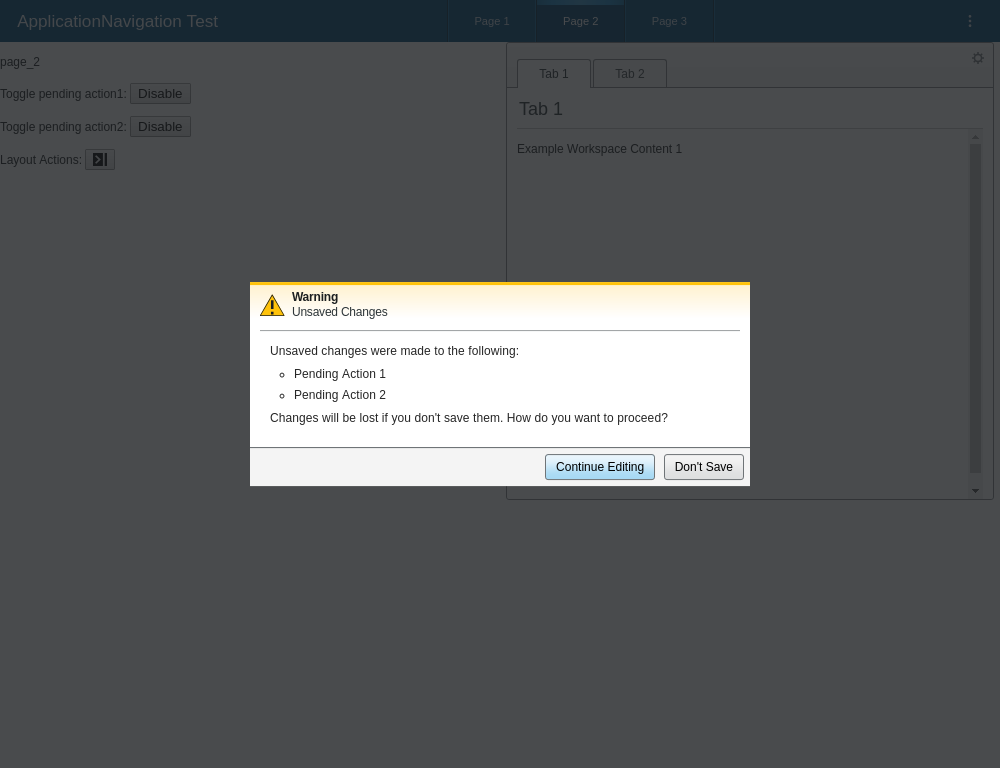 ApplicationNavigation Test
Page 1
Page 2
Page 3
page_2
Toggle pending action1: Disable
Toggle pending action2: Disable
Layout Actions:
Tab 1
Tab 2
Tab 1
Example Workspace Content 1
Warning
Unsaved Changes
Unsaved changes were made to the following:
Pending Action 1
Pending Action 2
Changes will be lost if you don't save them. How do you want to proceed?
Continue Editing
Don't Save